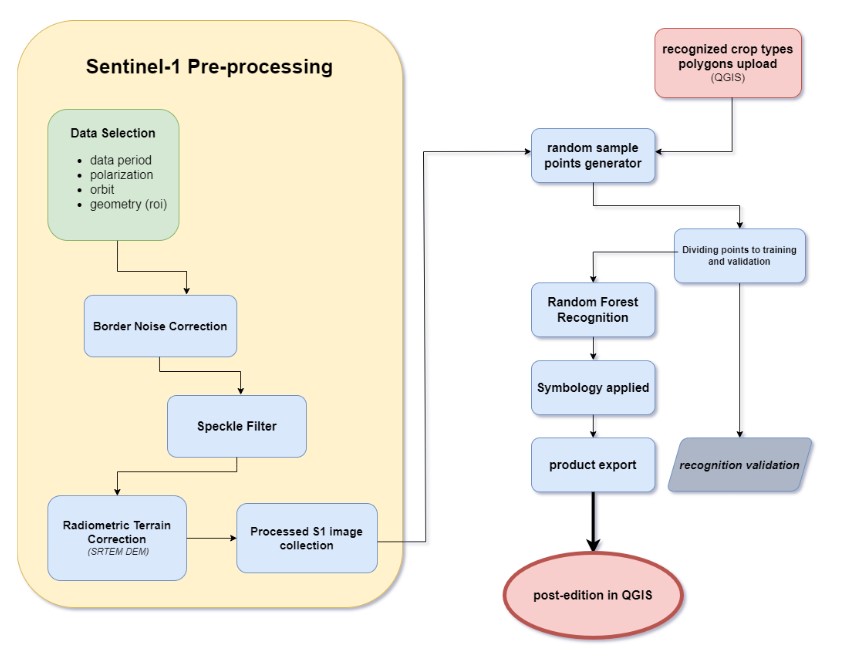 Sentinel-1 Pre-processing
Data Selection
• data period
• polarization
• orbit
• geometry (roi)
Border Noise Correction
Speckle Filter
Radiometric Terrain
Correction
(SRTEM DEM)
Processed S1 image
collection
recognized crop types
polygons upload
(QGIS)
random sample
points generator
Dividing points to training
and validation
Random Forest
Recognition
Symbology applied
product export
recognition validation
post-edition in QGIS